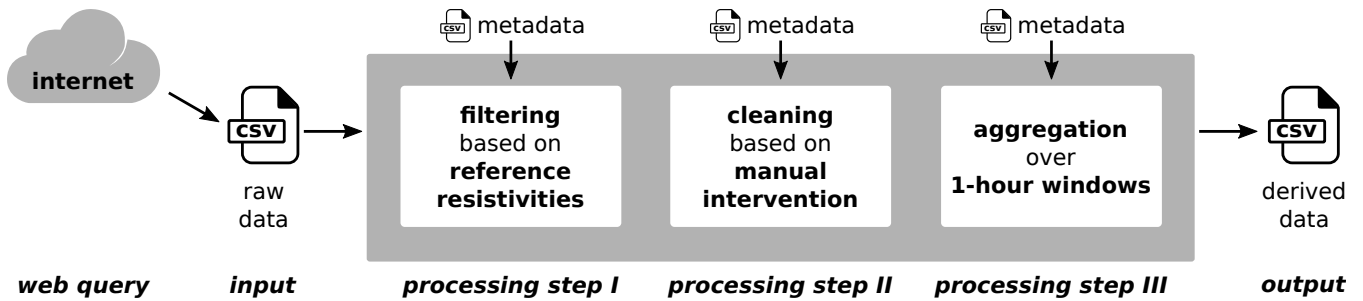 CSV metadata
CSV metadata
CSV metadata
internet
CSV
raw
data
filtering
based on
reference
resistivities
cleaning
based on
manual
intervention
aggregation
over
1-hour windows
CSV
derived
data
web query
input
processing step I
processing step II
processing step III
output